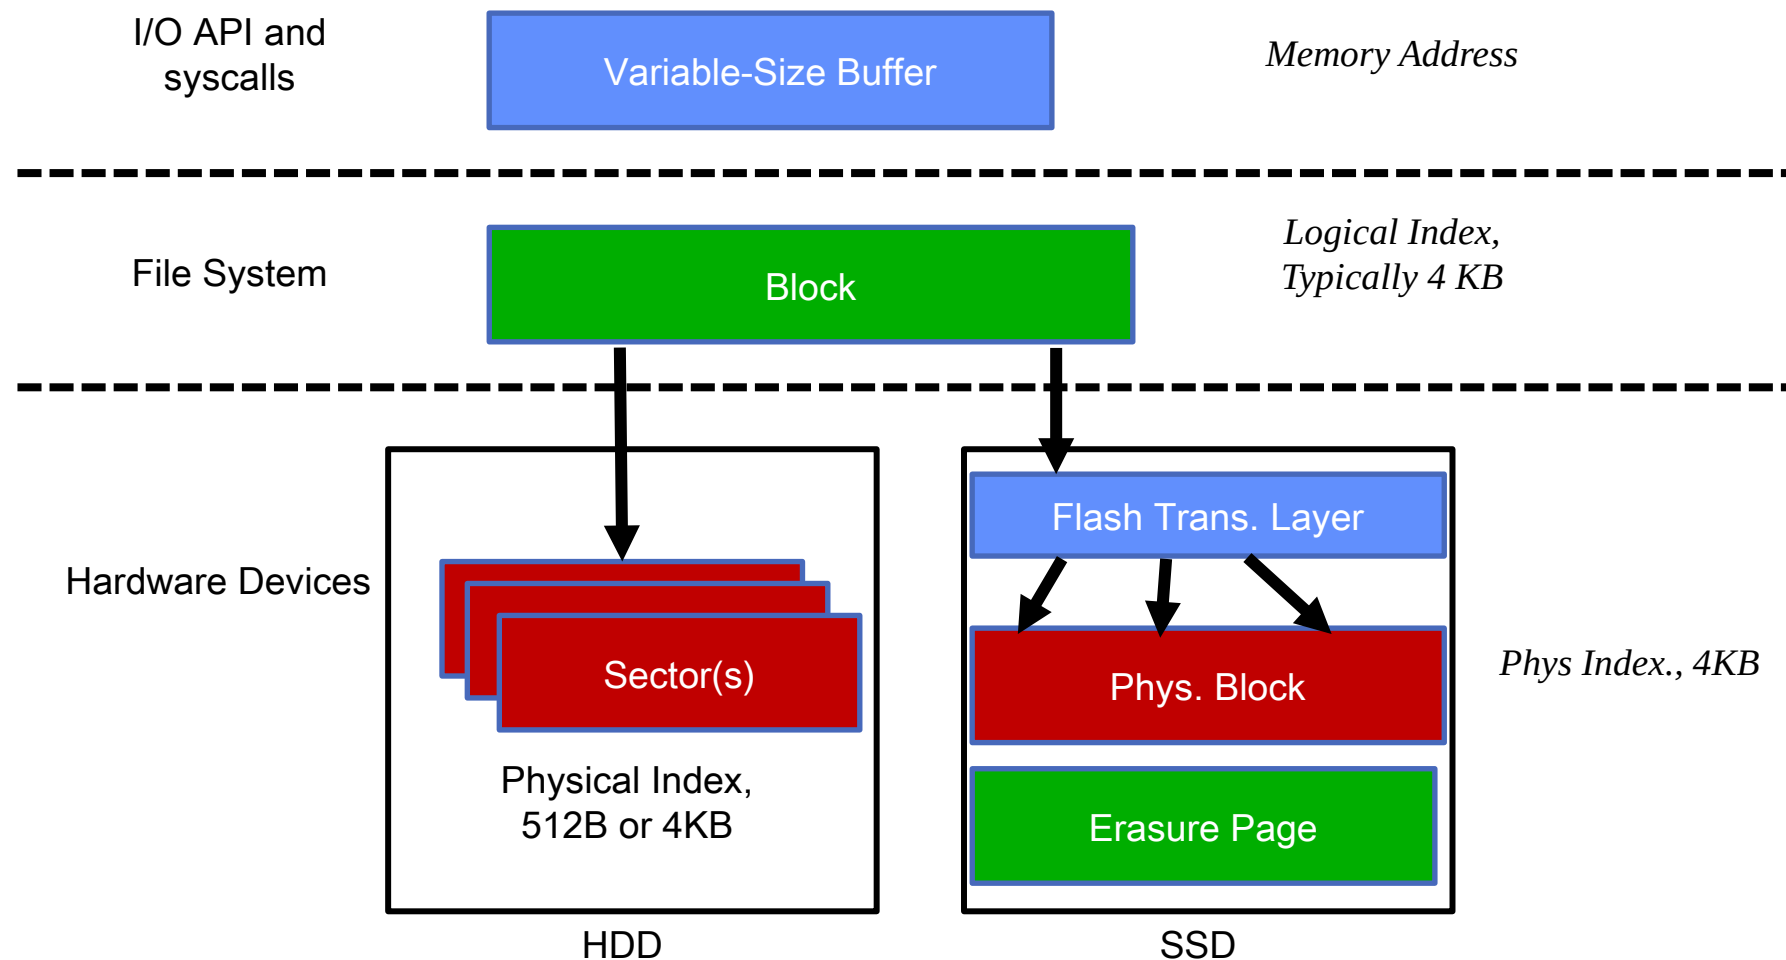 I/O API and
syscalls
Variable-Size Buffer
Memory Address
File System
Block
Logical Index,
Typically 4 KB
Hardware Devices
Sector(s)
Physical Index,
512B or 4KB
HDD
Flash Trans. Layer
Phys. Block
Erasure Page
SSD
Phys Index., 4KB